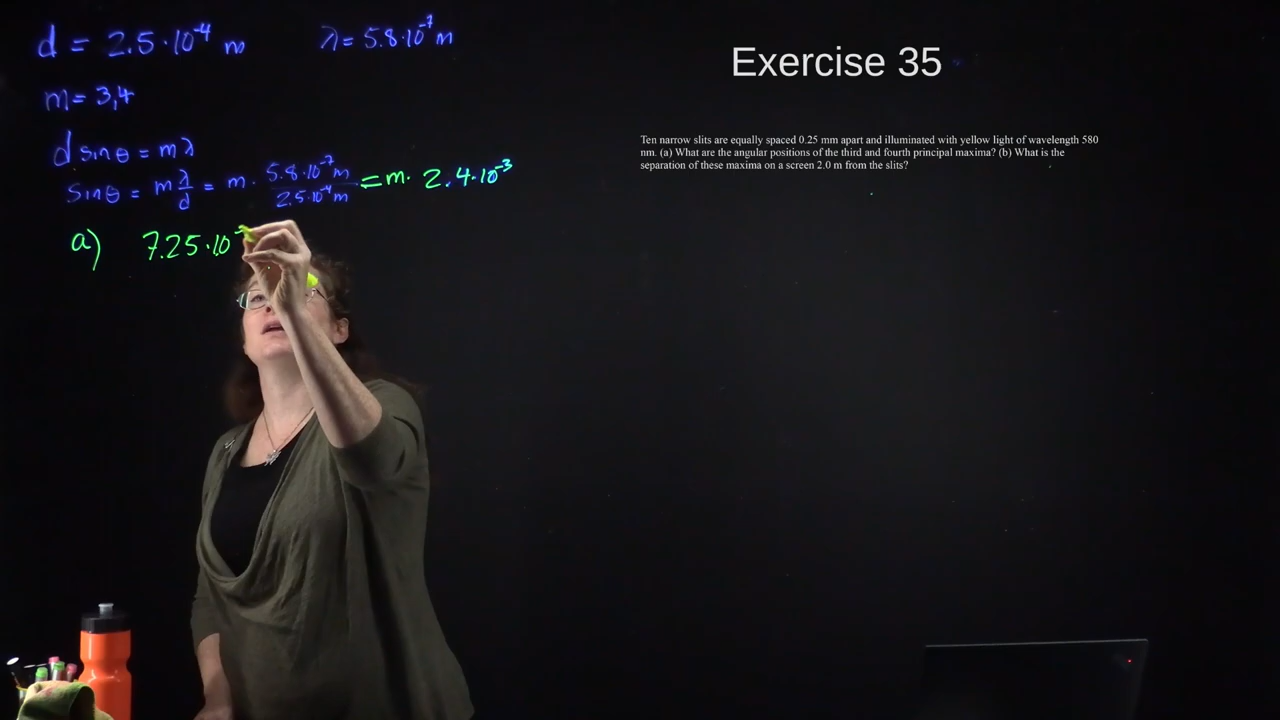 d = 2.5·10⁻⁴ m
λ = 5.8·10⁻⁷ m
m = 3,4
d sinθ = mλ
sinθ = m λ/d = m · 5.8·10⁻⁷ m / 2.5·10⁻⁴ m = m · 2.4·10⁻³
a) 7.25·10⁻
Exercise 35
Ten narrow slits are equally spaced 0.25 mm apart and illuminated with yellow light of wavelength 580
nm. (a) What are the angular positions of the third and fourth principal maxima? (b) What is the
separation of these maxima on a screen 2.0 m from the slits?